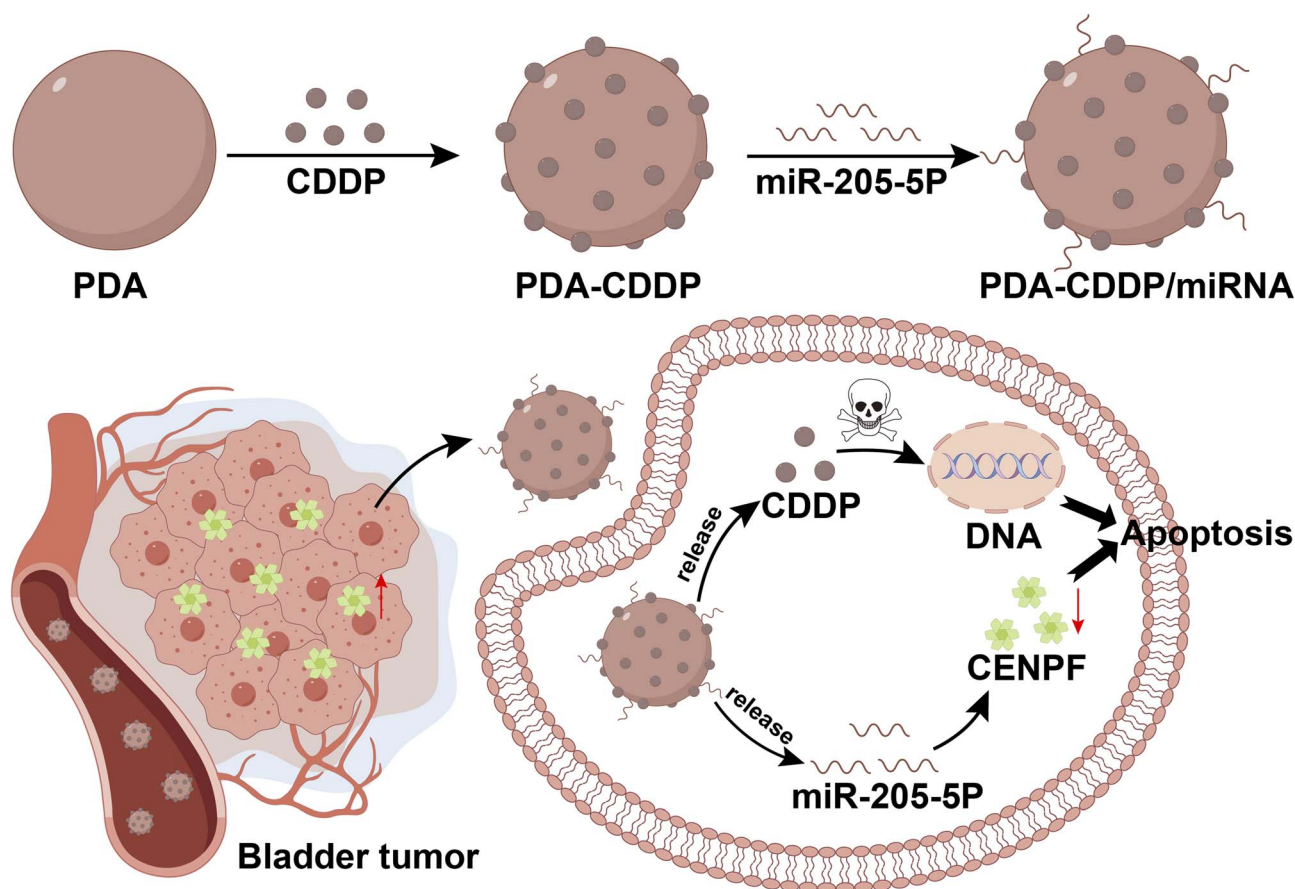 CDDP
miR-205-5P
PDA
PDA-CDDP
PDA-CDDP/miRNA
CDDP
DNA
Apoptosis
release
CENPF
release
miR-205-5P
Bladder tumor